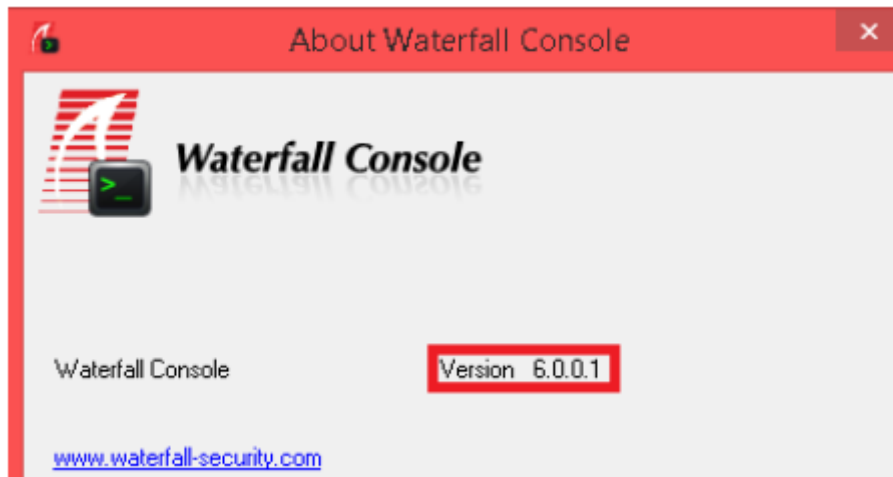 About Waterfall Console
Waterfall Console
>_
Waterfall Console Version 6.0.0.1
www.waterfall-security.com